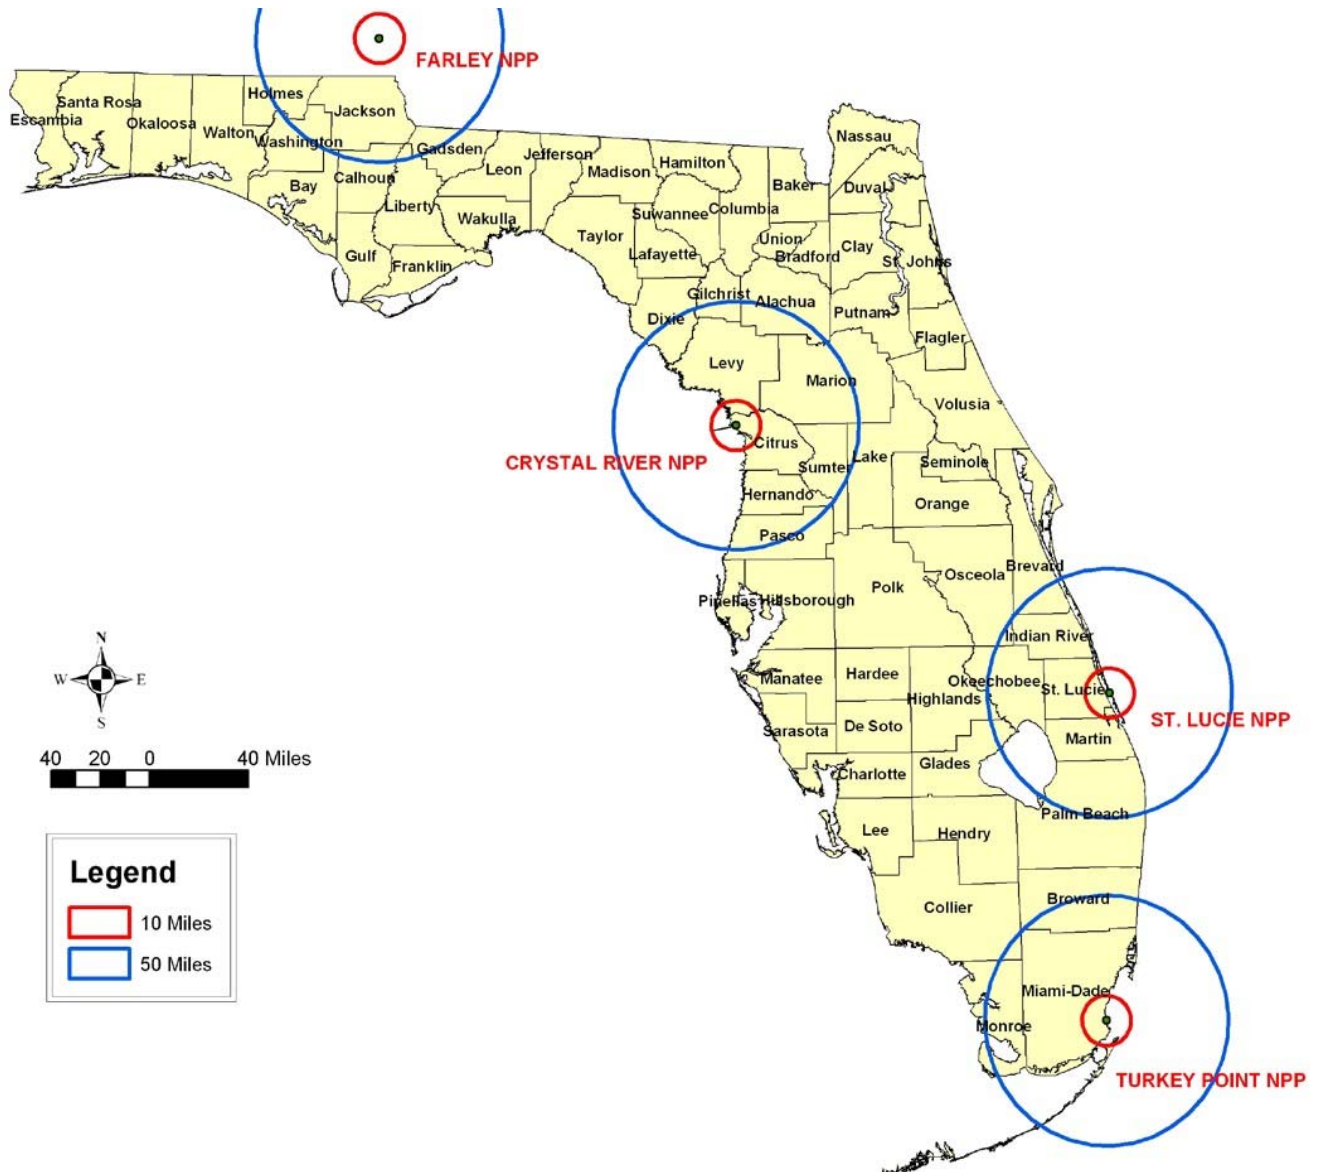 FARLEY NPP
Holmes
Santa Rosa
Jackson
Escambia
Okaloosa
Walton
Washington
Nassau
Gadsden
Jefferson
Hamilton
Leon
Madison
Calhoun
Bay
Baker
Duval
Liberty
Suwannee
Columbia
Wakulla
Taylor
Union
Clay
Lafayette
Bradford
St Johns
Gulf
Franklin
Gilchrist
Alachua
Dixie
Putnam
Flagler
Levy
Marion
Volusia
Citrus
CRYSTAL RIVER NPP
Sumter
Lake
Seminole
Hernando
Orange
Pasco
Brevard
Osceola
Polk
Pinellas
Hillsborough
Indian River
N
W
E
S
Manatee
Hardee
Okeechobee
St. Lucie
Highlands
ST. LUCIE NPP
De Soto
Sarasota
Martin
40 20 0 40 Miles
Glades
Charlotte
Palm Beach
Lee
Hendry
Legend
10 Miles
50 Miles
Broward
Collier
Miami-Dade
Monroe
TURKEY POINT NPP